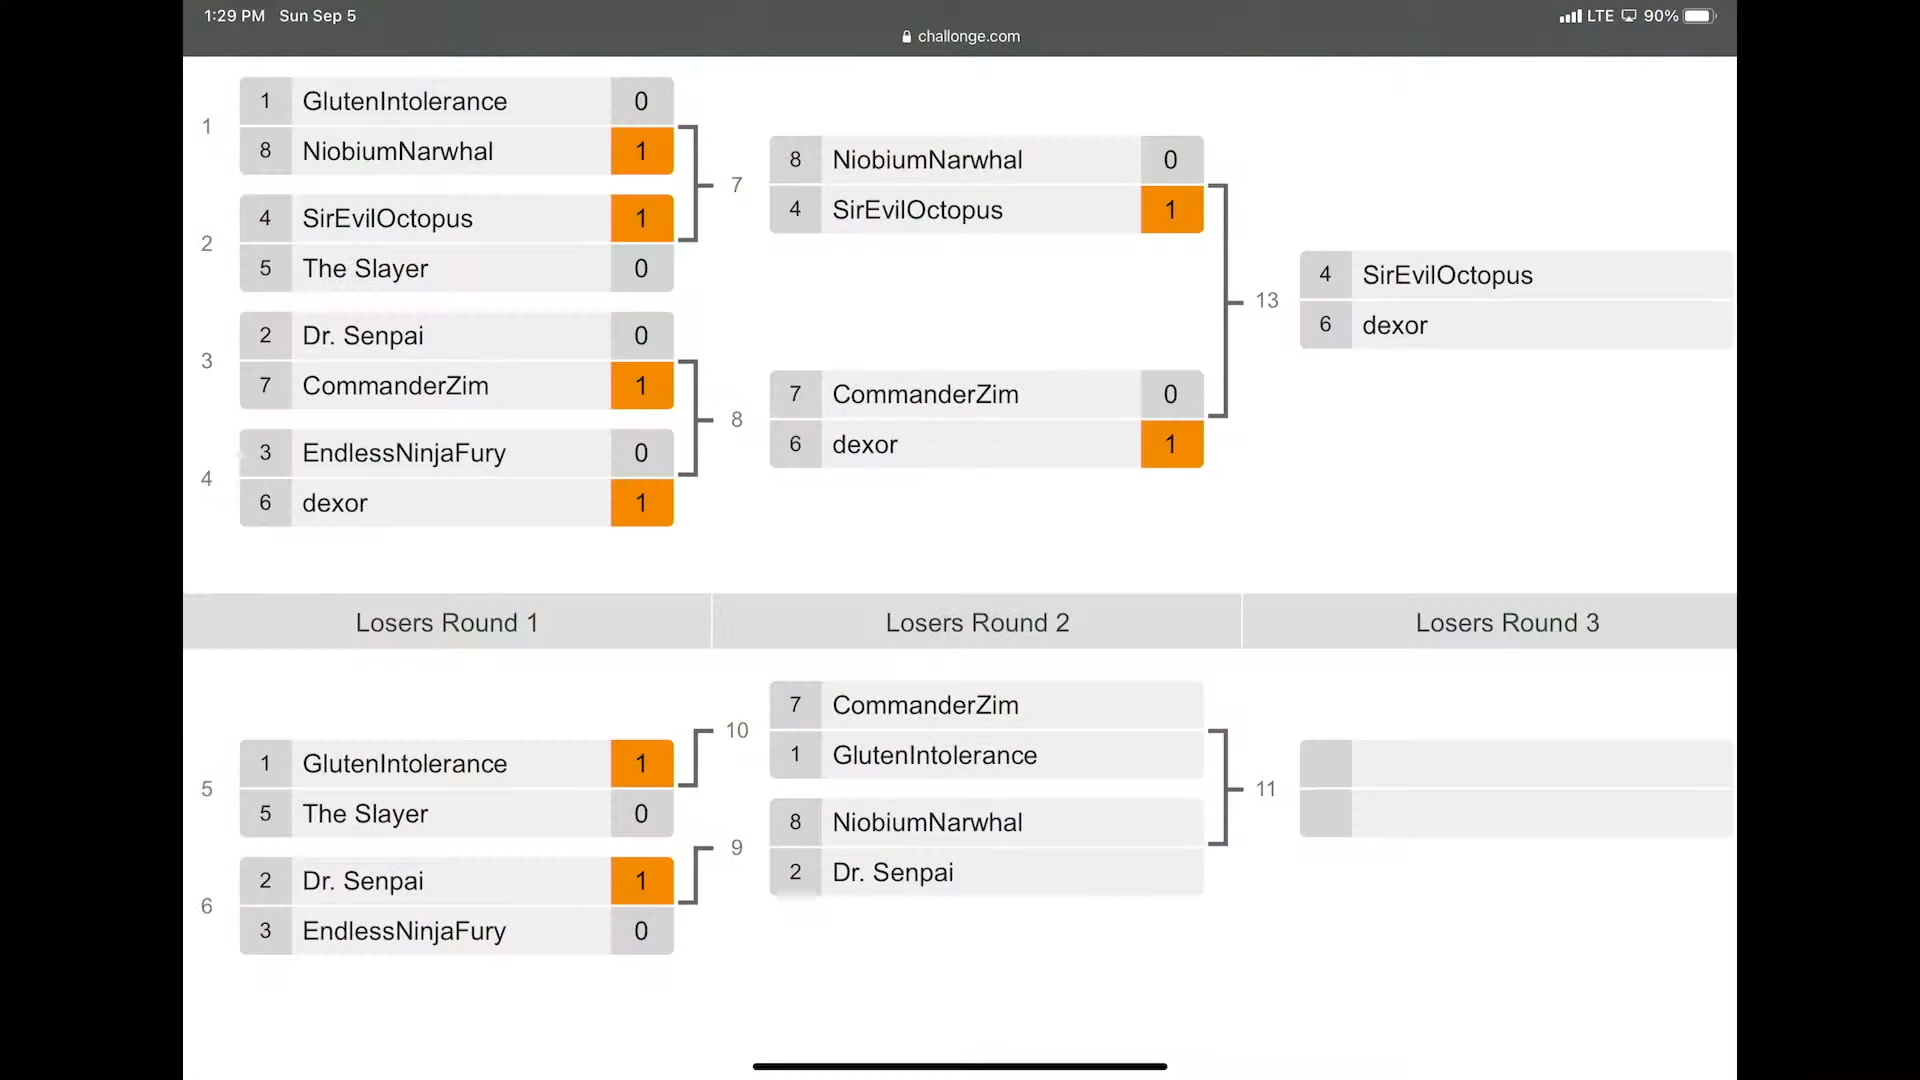 1:29 PM Sun Sep 5
LTE 90%
challonge.com
1 GlutenIntolerance 0
1
8 NiobiumNarwhal 1
4 SirEvilOctopus 1
2
5 The Slayer 0
2 Dr. Senpai 0
3
7 CommanderZim 1
3 EndlessNinjaFury 0
4
6 dexor 1
8 NiobiumNarwhal 0
7
4 SirEvilOctopus 1
7 CommanderZim 0
8
6 dexor 1
4 SirEvilOctopus
13
6 dexor
Losers Round 1 Losers Round 2 Losers Round 3
1 GlutenIntolerance 1
5
5 The Slayer 0
2 Dr. Senpai 1
6
3 EndlessNinjaFury 0
7 CommanderZim
10
1 GlutenIntolerance
8 NiobiumNarwhal
9
2 Dr. Senpai
11